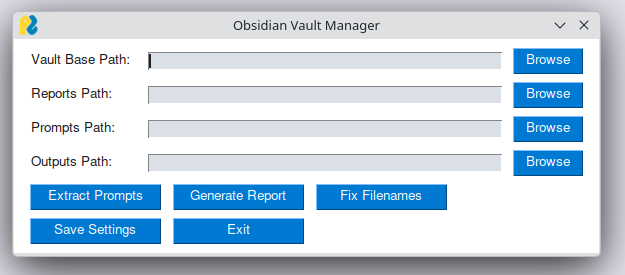 Obsidian Vault Manager
Vault Base Path: Browse
Reports Path: Browse
Prompts Path: Browse
Outputs Path: Browse
Extract Prompts Generate Report Fix Filenames
Save Settings Exit